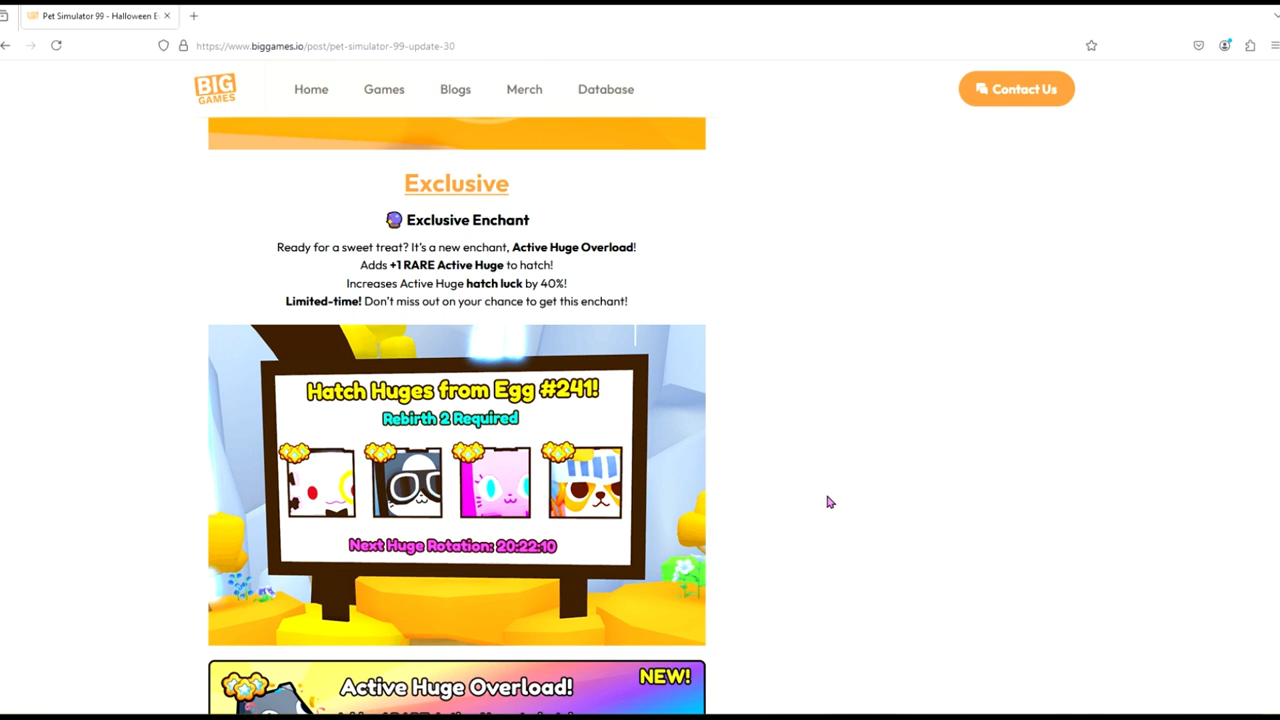 Pet Simulator 99 - Halloween E
https://www.biggames.io/post/pet-simulator-99-update-30
BIG
GAMES
Home
Games
Blogs
Merch
Database
Contact Us
Exclusive
Exclusive Enchant
Ready for a sweet treat? It's a new enchant, Active Huge Overload!
Adds +1 RARE Active Huge to hatch!
Increases Active Huge hatch luck by 40%!
Limited-time! Don't miss out on your chance to get this enchant!
Hatch Huges from Egg #241!
Rebirth 2 Required
Next Huge Rotation: 20:22:10
Active Huge Overload!
NEW!